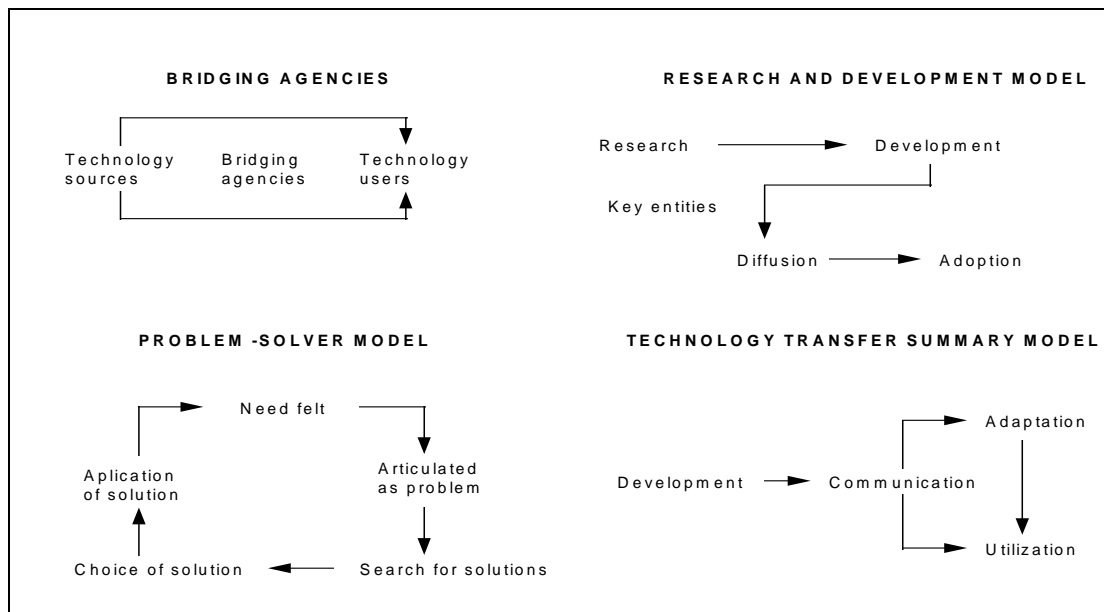 BRIDGING AGENCIES
Technology sources
Bridging agencies
Technology users
RESEARCH AND DEVELOPMENT MODEL
Research
Development
Key entities
Diffusion
Adoption
PROBLEM -SOLVER MODEL
Need felt
Articulated as problem
Search for solutions
Choice of solution
Aplication of solution
TECHNOLOGY TRANSFER SUMMARY MODEL
Development
Communication
Adaptation
Utilization